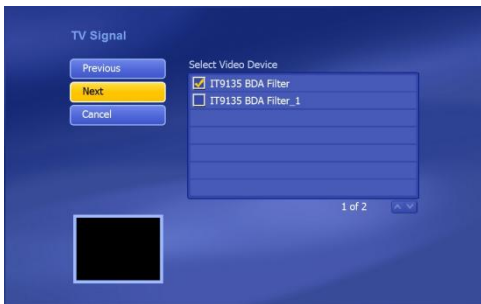 TV Signal
Previous
Next
Cancel
Select Video Device
IT9135 BDA Filter
IT9135 BDA Filter_1
1 of 2